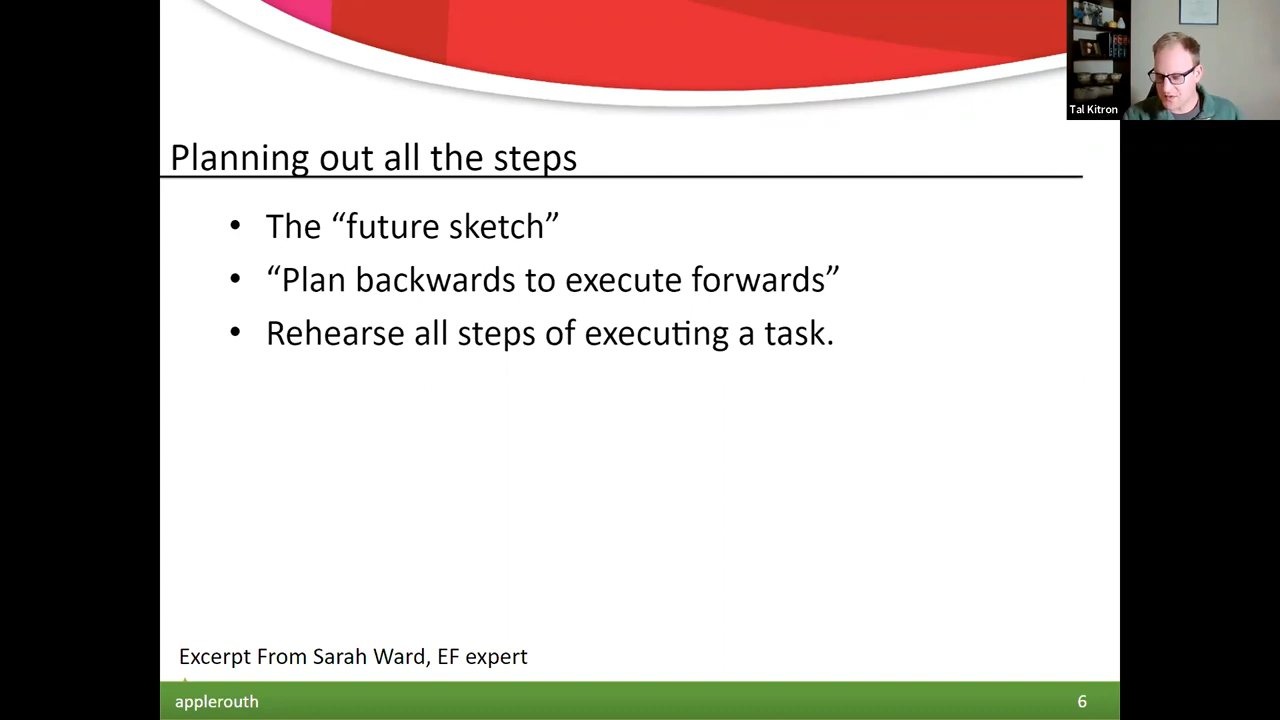 Tal Kitron
Planning out all the steps
• The “future sketch”
• “Plan backwards to execute forwards”
• Rehearse all steps of executing a task.
Excerpt From Sarah Ward, EF expert
applerouth
6